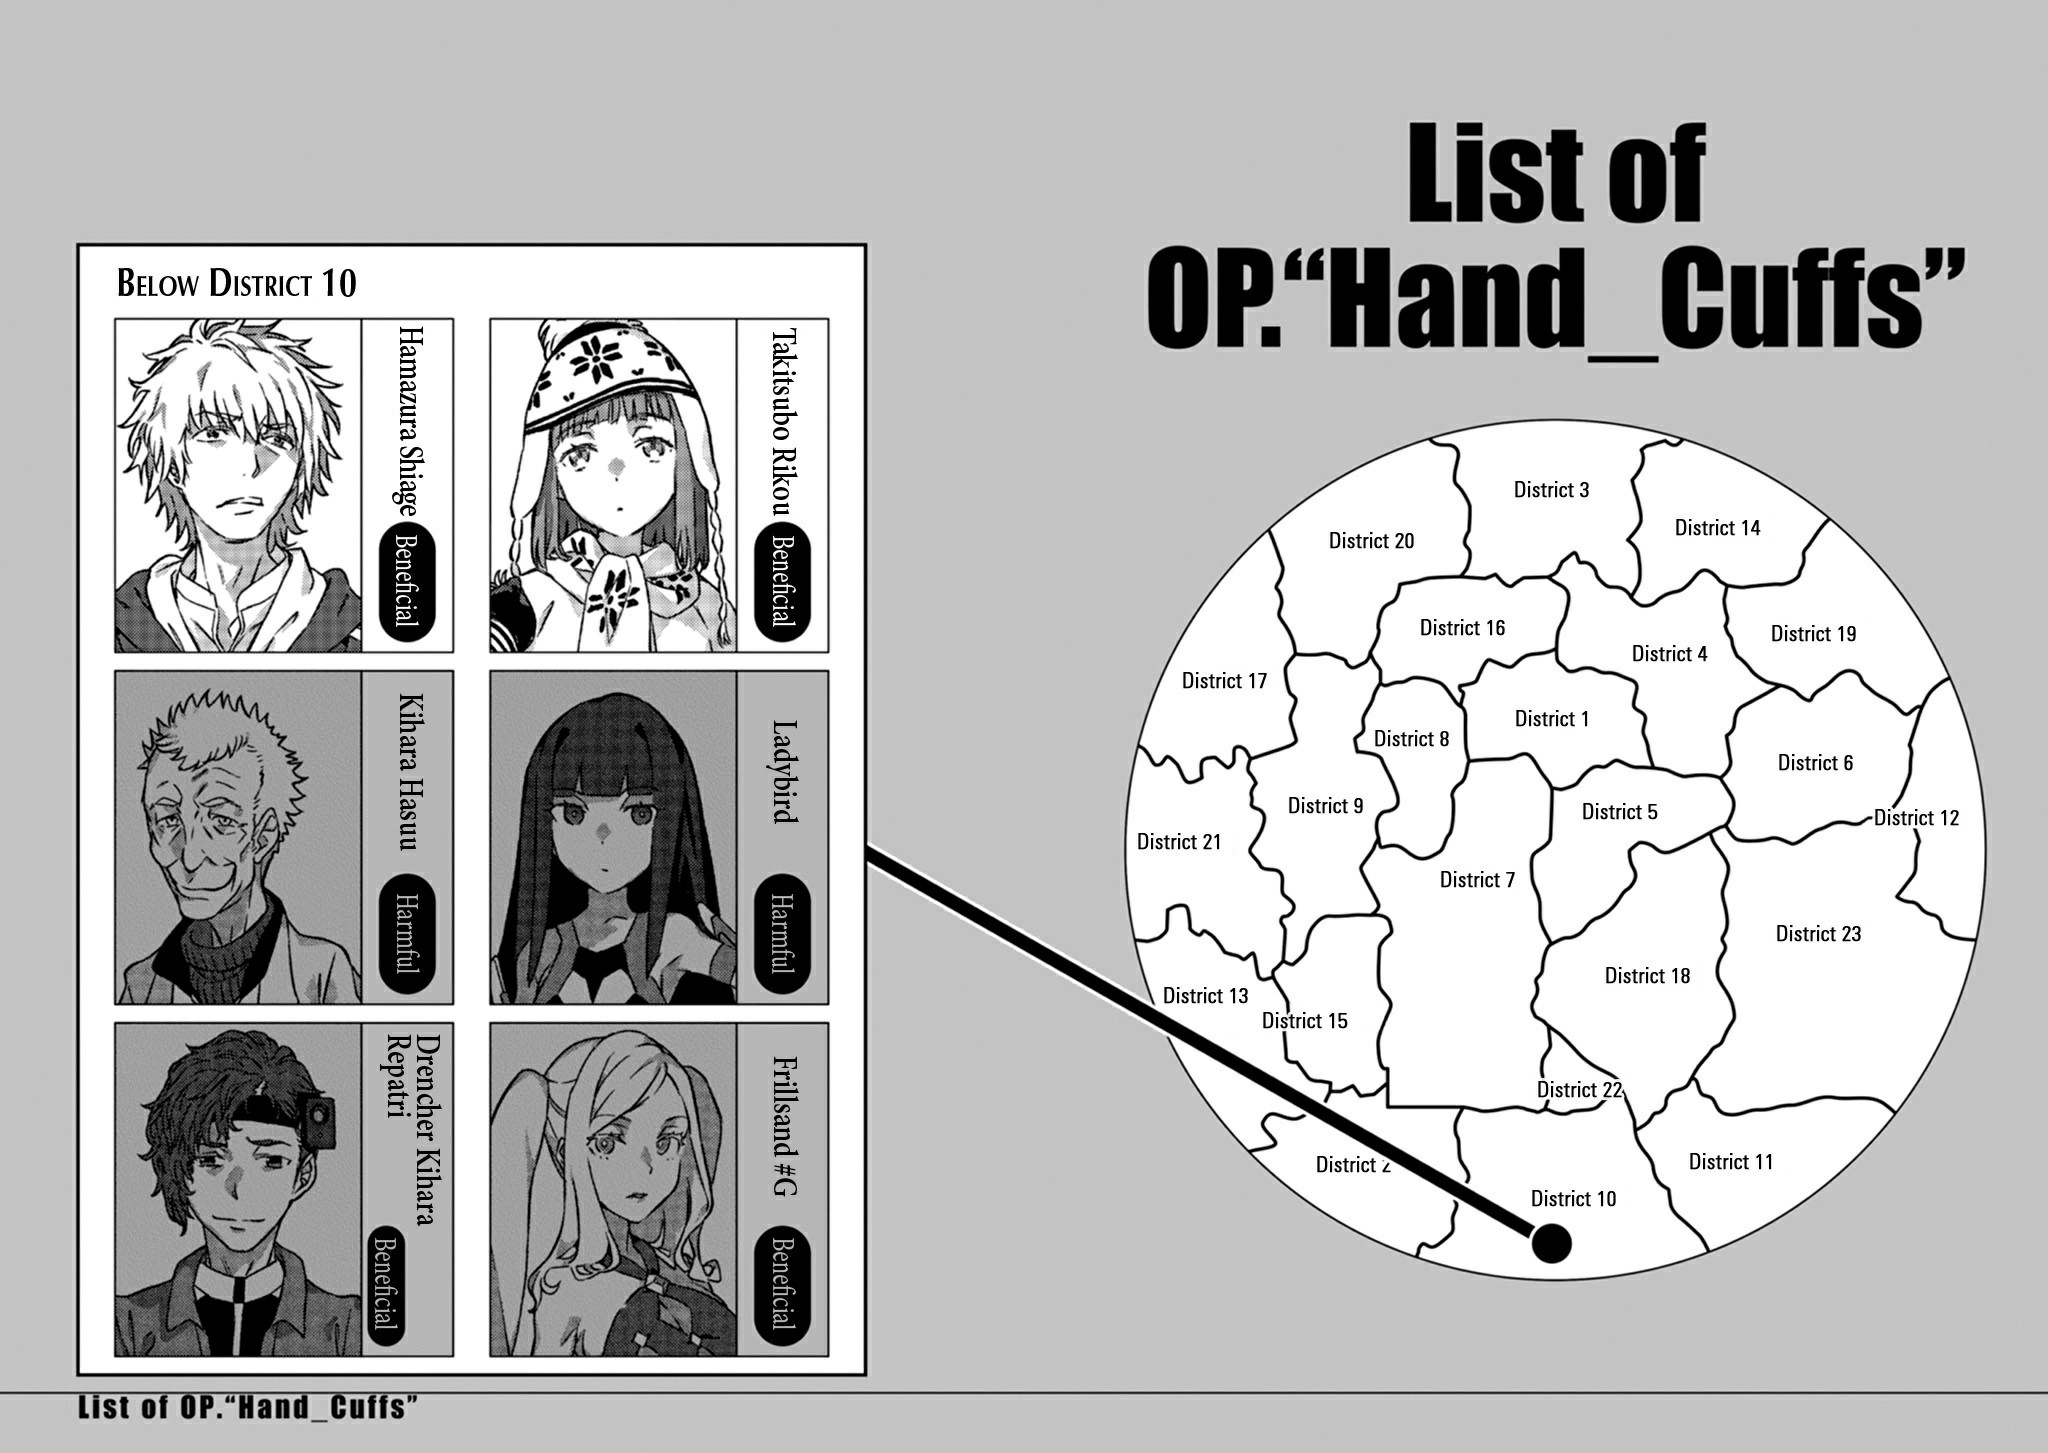 List of
OP.“Hand_Cuffs”
BELOW DISTRICT 10
Hamazura Shiage
Beneficial
Takitsubo Rikou
Beneficial
Kihara Hasuu
Harmful
Ladybird
Harmful
Drencher Kihara
Repatri
Beneficial
Frillsand #G
Beneficial
District 3
District 14
District 20
District 16
District 19
District 4
District 17
District 1
District 8
District 6
District 9
District 5
District 12
District 21
District 7
District 23
District 18
District 13
District 15
District 22
District 2
District 11
District 10
List of OP.“Hand_Cuffs”